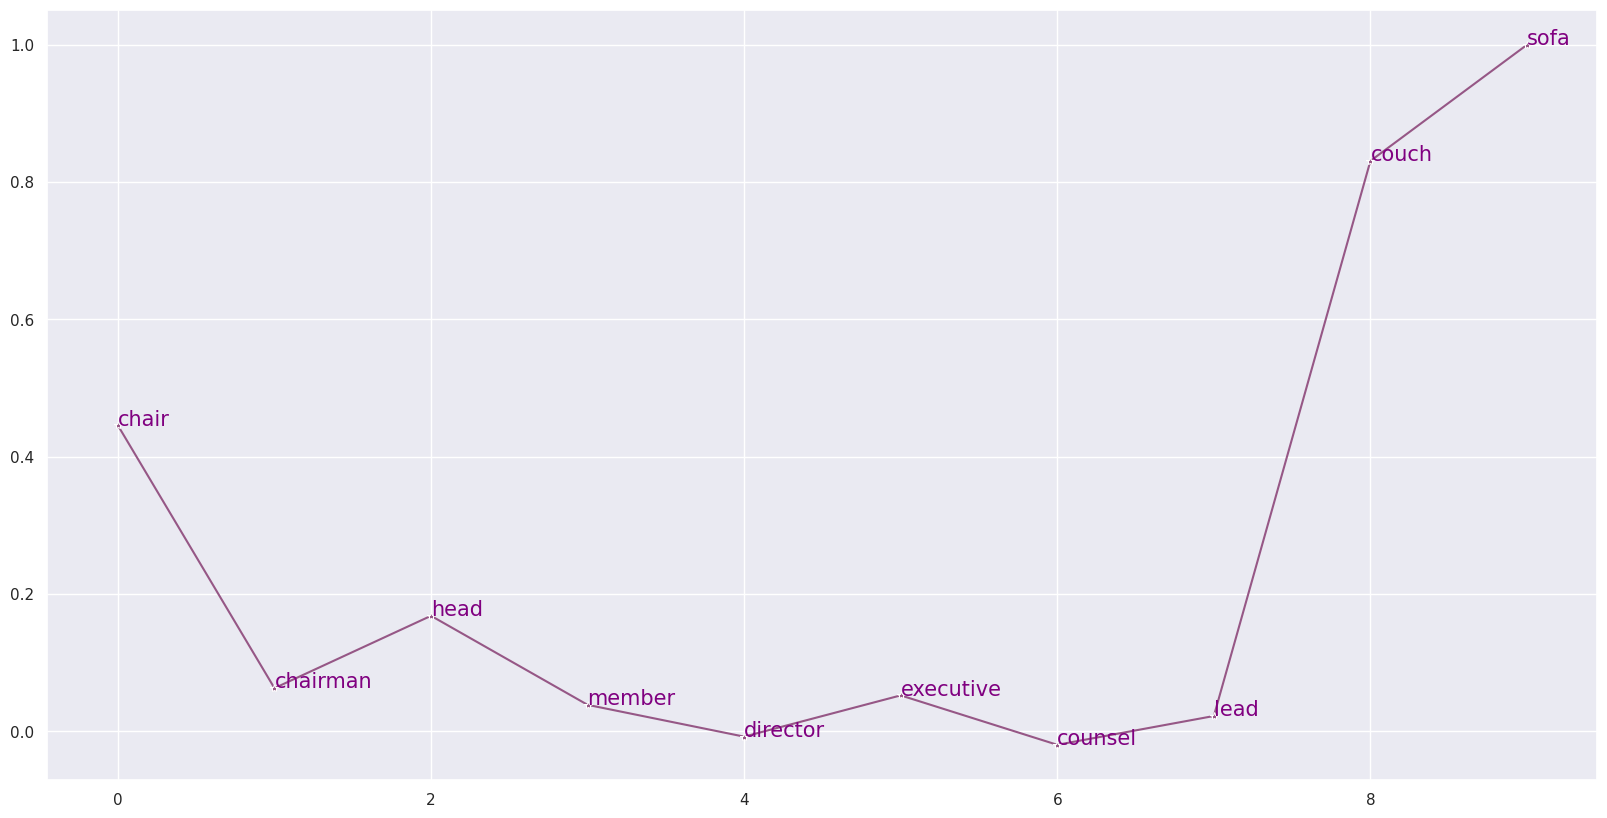 1.0
0.8
0.6
0.4
0.2
0.0
sofa
couch
chair
head
chairman
member
executive
director
counsel
lead
0 2 4 6 8